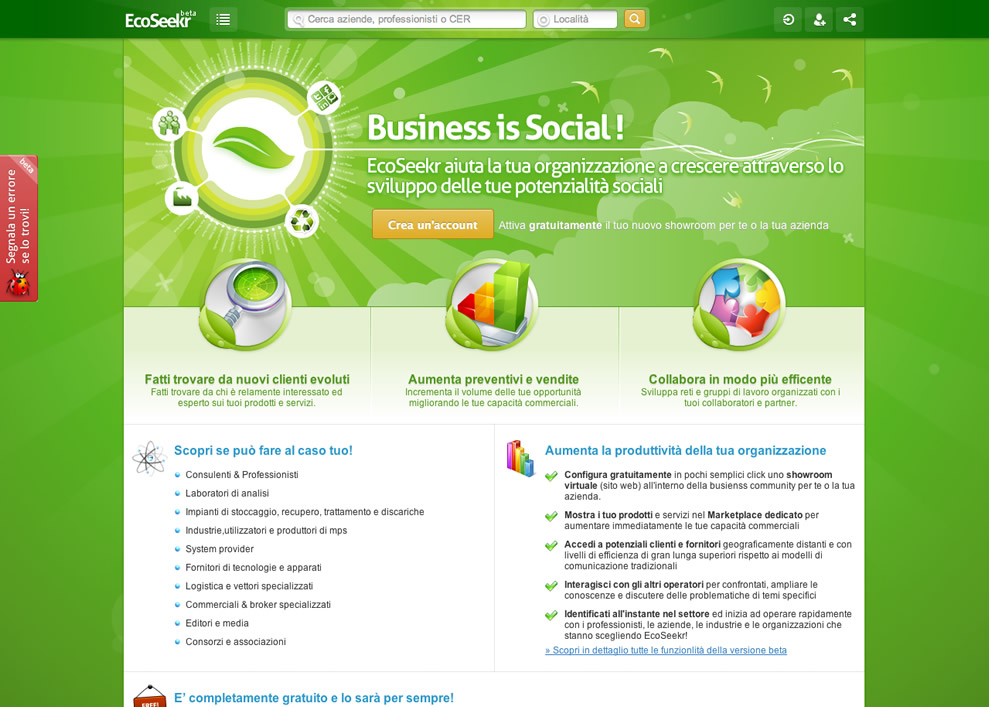 EcoSeekr beta
Cerca aziende, professionisti o CER
Località
Segnala un errore
se lo trovi!
beta
Business is Social !
EcoSeekr aiuta la tua organizzazione a crescere attraverso lo
sviluppo delle tue potenzialità sociali
Crea un'account
Attiva gratuitamente il tuo nuovo showroom per te o la tua azienda
Fatti trovare da nuovi clienti evoluti
Fatti trovare da chi è relamente interessato ed
esperto sui tuoi prodotti e servizi.
Aumenta preventivi e vendite
Incrementa il volume delle tue opportunità
migliorando le tue capacità commerciali.
Collabora in modo più efficente
Sviluppa reti e gruppi di lavoro organizzati con i
tuoi collaboratori e partner.
Scopri se può fare al caso tuo!
Consulenti & Professionisti
Laboratori di analisi
Impianti di stoccaggio, recupero, trattamento e discariche
Industrie,utilizzatori e produttori di mps
System provider
Fornitori di tecnologie e apparati
Logistica e vettori specializzati
Commerciali & broker specializzati
Editori e media
Consorzi e associazioni
Aumenta la produttività della tua organizzazione
Configura gratuitamente in pochi semplici click uno showroom
virtuale (sito web) all'interno della busienss community per te o la tua
azienda.
Mostra i tuo prodotti e servizi nel Marketplace dedicato per
aumentare immediatamente le tue capacità commerciali
Accedi a potenziali clienti e fornitori geograficamente distanti e con
livelli di efficienza di gran lunga superiori rispetto ai modelli di
comunicazione tradizionali
Interagisci con gli altri operatori per confrontati, ampliare le
conoscenze e discutere delle problematiche di temi specifici
Identificati all'instante nel settore ed inizia ad operare rapidamente
con i professionisti, le aziende, le industrie e le organizzazioni che
stanno scegliendo EcoSeekr!
» Scopri in dettaglio tutte le funzionlità della versione beta
FREE!
E' completamente gratuito e lo sarà per sempre!